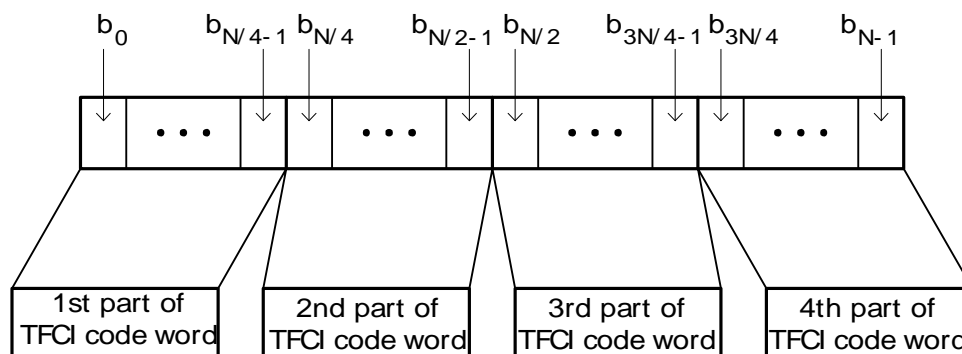 b0 bN/4-1 bN/4 bN/2-1 bN/2 b3N/4-1 b3N/4 bN-1
1st part of
TFCI code word
2nd part of
TFCI code word
3rd part of
TFCI code word
4th part of
TFCI code word